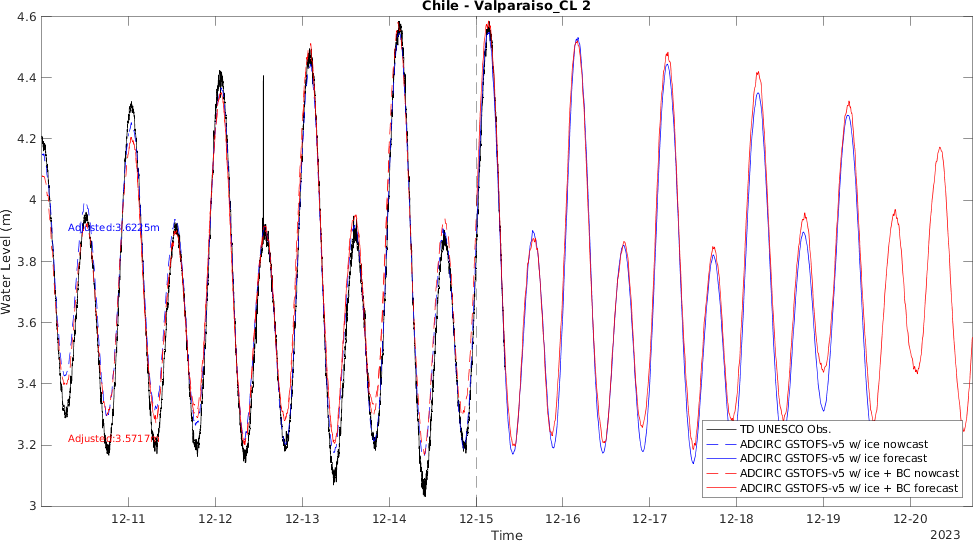 Chile - Valparaiso_CL 2
4.6
4.4
4.2
4
3.8
3.6
3.4
3.2
3
Water Level (m)
Adjusted:3.6225m
Adjusted:3.5717m
TD UNESCO Obs.
ADCIRC GSTOFS-v5 w/ ice nowcast
ADCIRC GSTOFS-v5 w/ ice forecast
ADCIRC GSTOFS-v5 w/ ice + BC nowcast
ADCIRC GSTOFS-v5 w/ ice + BC forecast
12-11 12-12 12-13 12-14 12-15 12-16 12-17 12-18 12-19 12-20
Time
2023